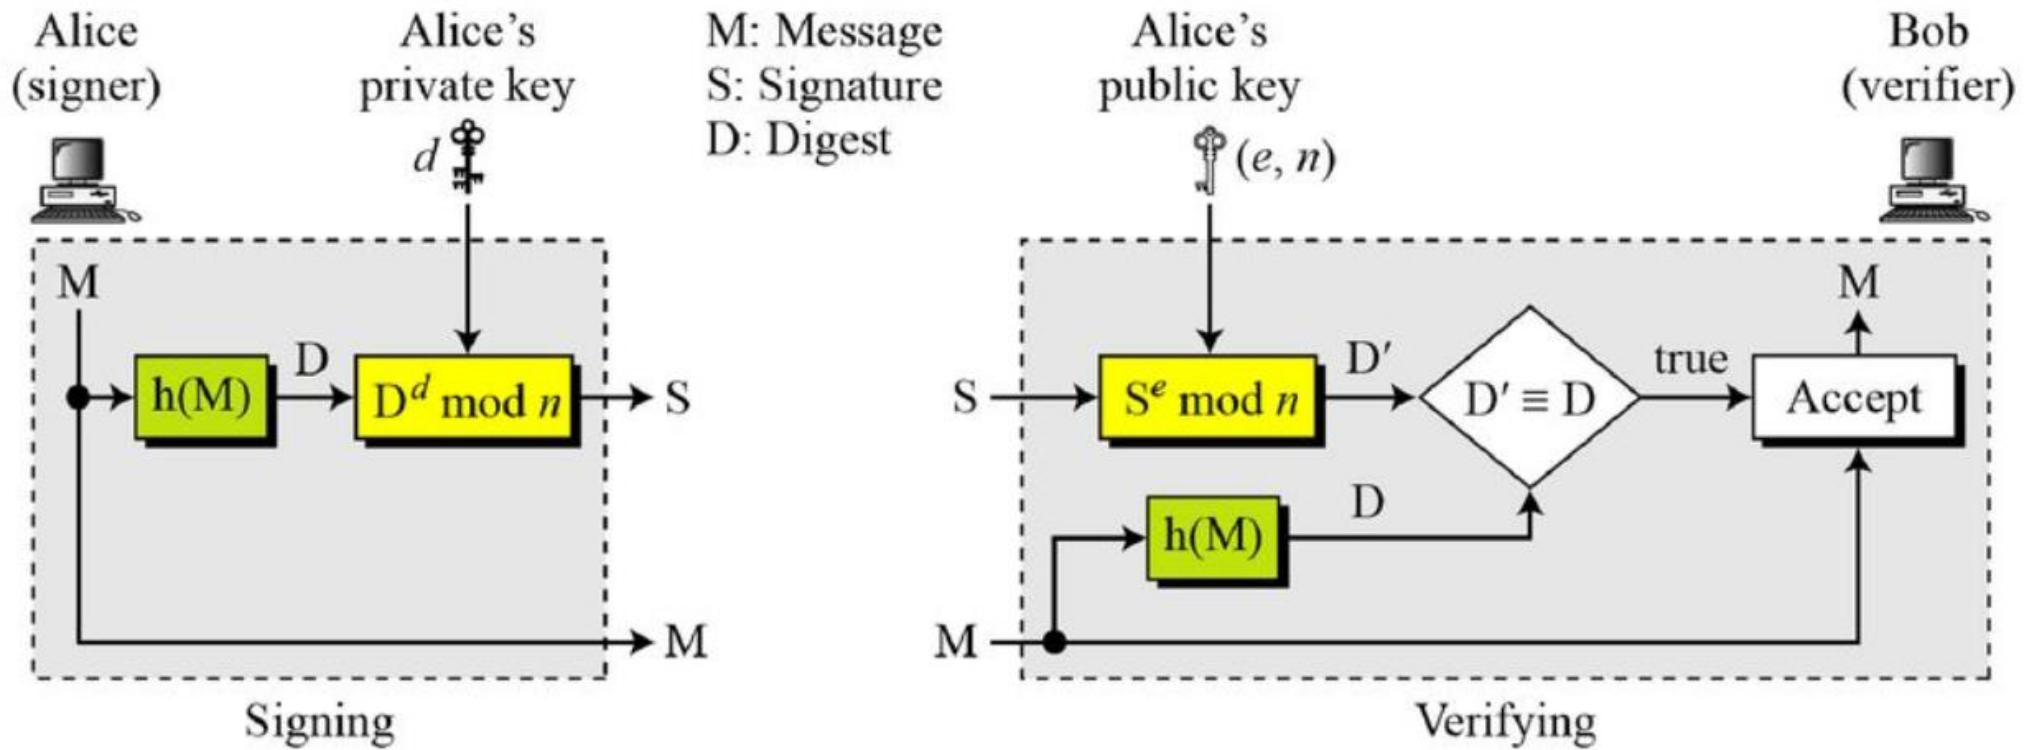 Alice
(signer)
Alice's
private key
d
M: Message
S: Signature
D: Digest
Alice's
public key
(e, n)
Bob
(verifier)
M
h(M)
D
D^d mod n
S
M
Signing
S
S^e mod n
D′
D′ ≡ D
true
Accept
M
h(M)
D
M
Verifying